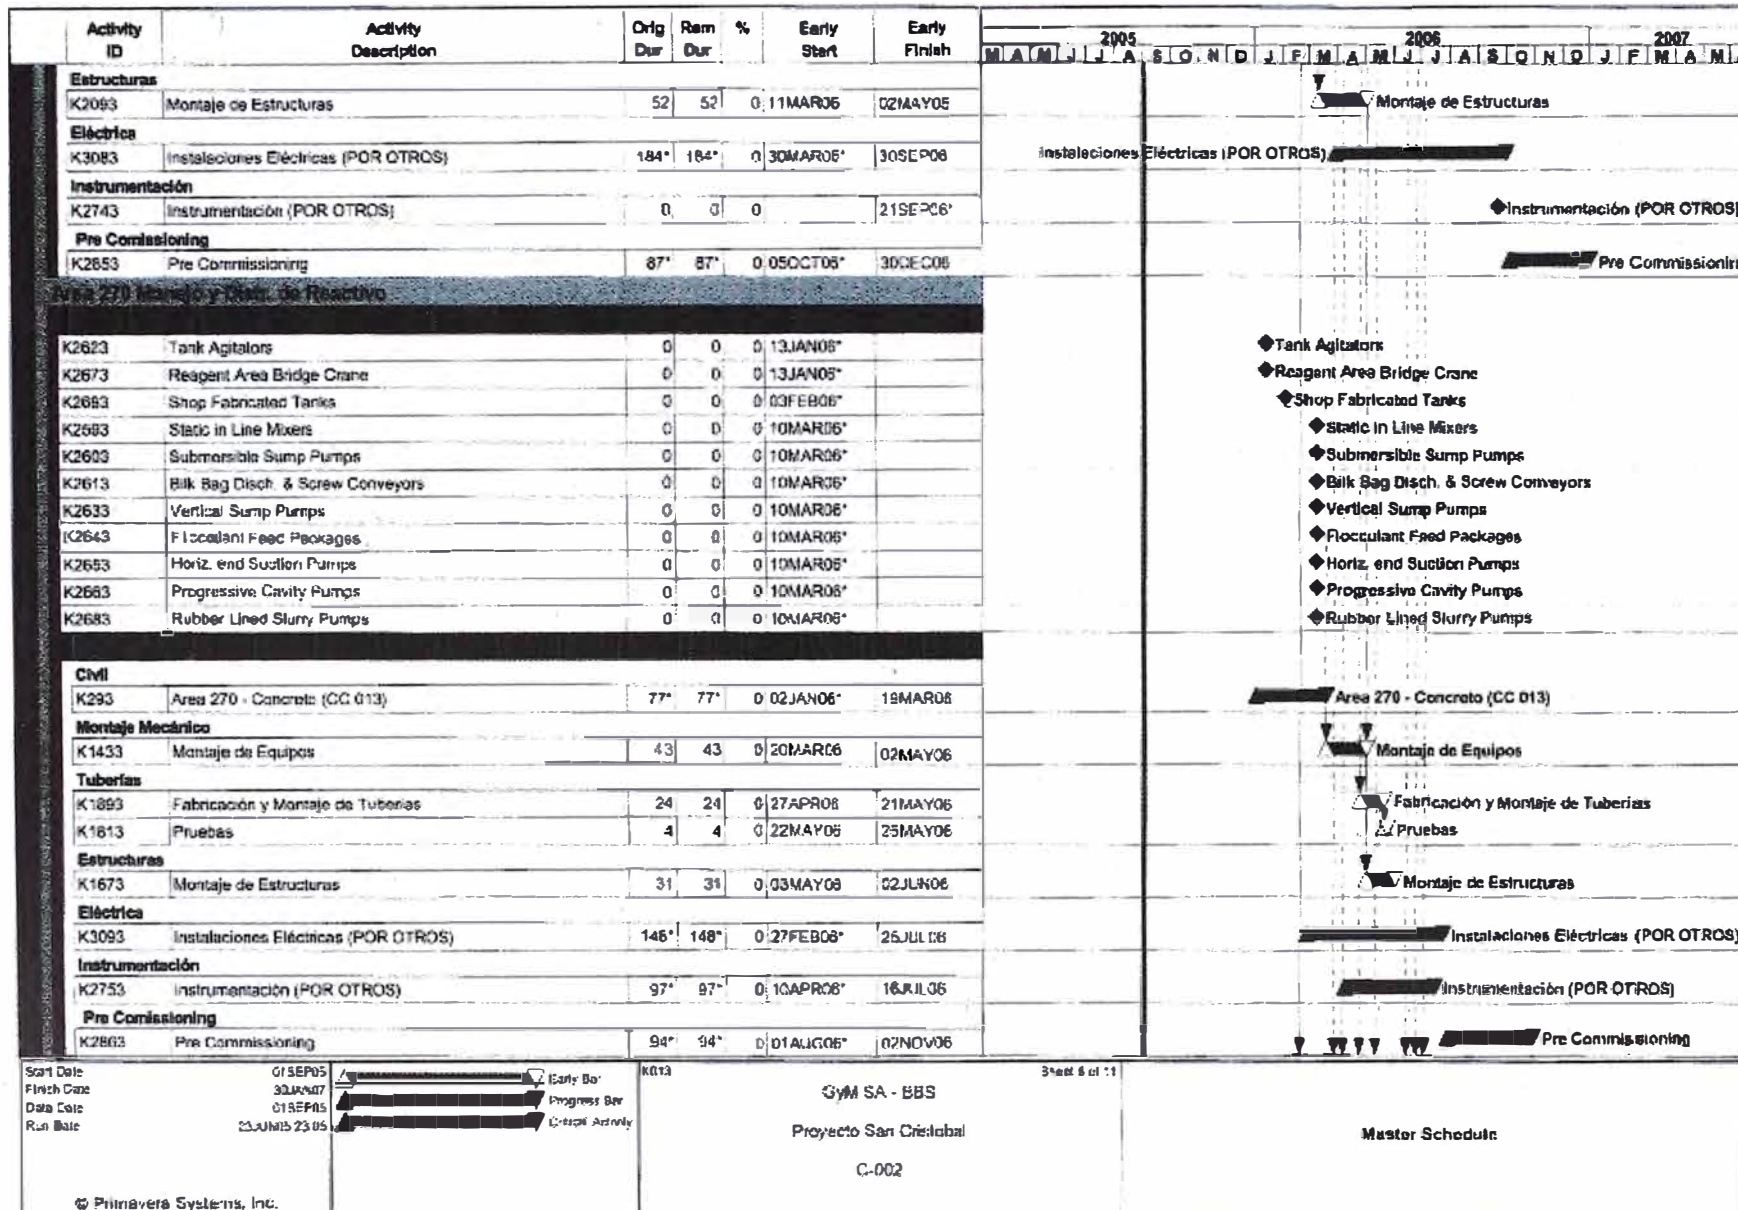 Activity ID Activity Description Orig Dur Rem Dur % Early Start Early Finish
2005 2006 2007
M A M J J A S O N D J F M A M J J A S O N D J F M A M
Estructuras
K2093 Montaje de Estructuras 52 52 0 11MAR06 02MAY06 Montaje de Estructuras
Eléctrica
K3083 Instalaciones Eléctricas (POR OTROS) 184* 184* 0 30MAR06* 30SEP06 Instalaciones Eléctricas (POR OTROS)
Instrumentación
K2743 Instrumentación (POR OTROS) 0 0 0 21SEP06* Instrumentación (POR OTROS)
Pre Comissioning
K2853 Pre Commissioning 87* 87* 0 05OCT06* 30DEC06 Pre Commissionin
Area 270 Manejo y Distr. de Reactivo
K2623 Tank Agitators 0 0 0 13JAN06* Tank Agitators
K2673 Reagent Area Bridge Crane 0 0 0 13JAN06* Reagent Area Bridge Crane
K2693 Shop Fabricated Tanks 0 0 0 03FEB06* Shop Fabricated Tanks
K2593 Static in Line Mixers 0 0 0 10MAR06* Static in Line Mixers
K2603 Submersible Sump Pumps 0 0 0 10MAR06* Submersible Sump Pumps
K2613 Bilk Bag Disch. & Screw Conveyors 0 0 0 10MAR06* Bilk Bag Disch. & Screw Conveyors
K2633 Vertical Sump Pumps 0 0 0 10MAR06* Vertical Sump Pumps
K2643 Flocculant Feed Packages 0 0 0 10MAR06* Flocculant Feed Packages
K2653 Horiz. end Suction Pumps 0 0 0 10MAR06* Horiz. end Suction Pumps
K2663 Progressive Cavity Pumps 0 0 0 10MAR06* Progressive Cavity Pumps
K2683 Rubber Lined Slurry Pumps 0 0 0 10MAR06* Rubber Lined Slurry Pumps
Civil
K293 Area 270 - Concreto (CC 013) 77* 77* 0 02JAN06* 19MAR06 Area 270 - Concreto (CC 013)
Montaje Mecánico
K1433 Montaje de Equipos 43 43 0 20MAR06 02MAY06 Montaje de Equipos
Tuberías
K1893 Fabricación y Montaje de Tuberias 24 24 0 27APR06 21MAY06 Fabricación y Montaje de Tuberias
K1613 Pruebas 4 4 0 22MAY06 25MAY06 Pruebas
Estructuras
K1673 Montaje de Estructuras 31 31 0 03MAY06 02JUN06 Montaje de Estructuras
Eléctrica
K3093 Instalaciones Eléctricas (POR OTROS) 148* 148* 0 27FEB06* 25JUL06 Instalaciones Eléctricas (POR OTROS)
Instrumentación
K2753 Instrumentación (POR OTROS) 97* 97* 0 10APR06* 16JUL06 Instrumentación (POR OTROS)
Pre Comissioning
K2863 Pre Commissioning 94* 94* 0 01AUG06* 02NOV06 Pre Commissioning
Start Date 01SEP05
Finish Date 30JAN07
Data Date 01SEP05
Run Date 23JUN05 23:05
Early Bar
Progress Bar
Critical Activity
K013 Sheet 6 of 11
GyM SA - BBS
Proyecto San Cristobal
C-002
Master Schedule
© Primavera Systems, Inc.